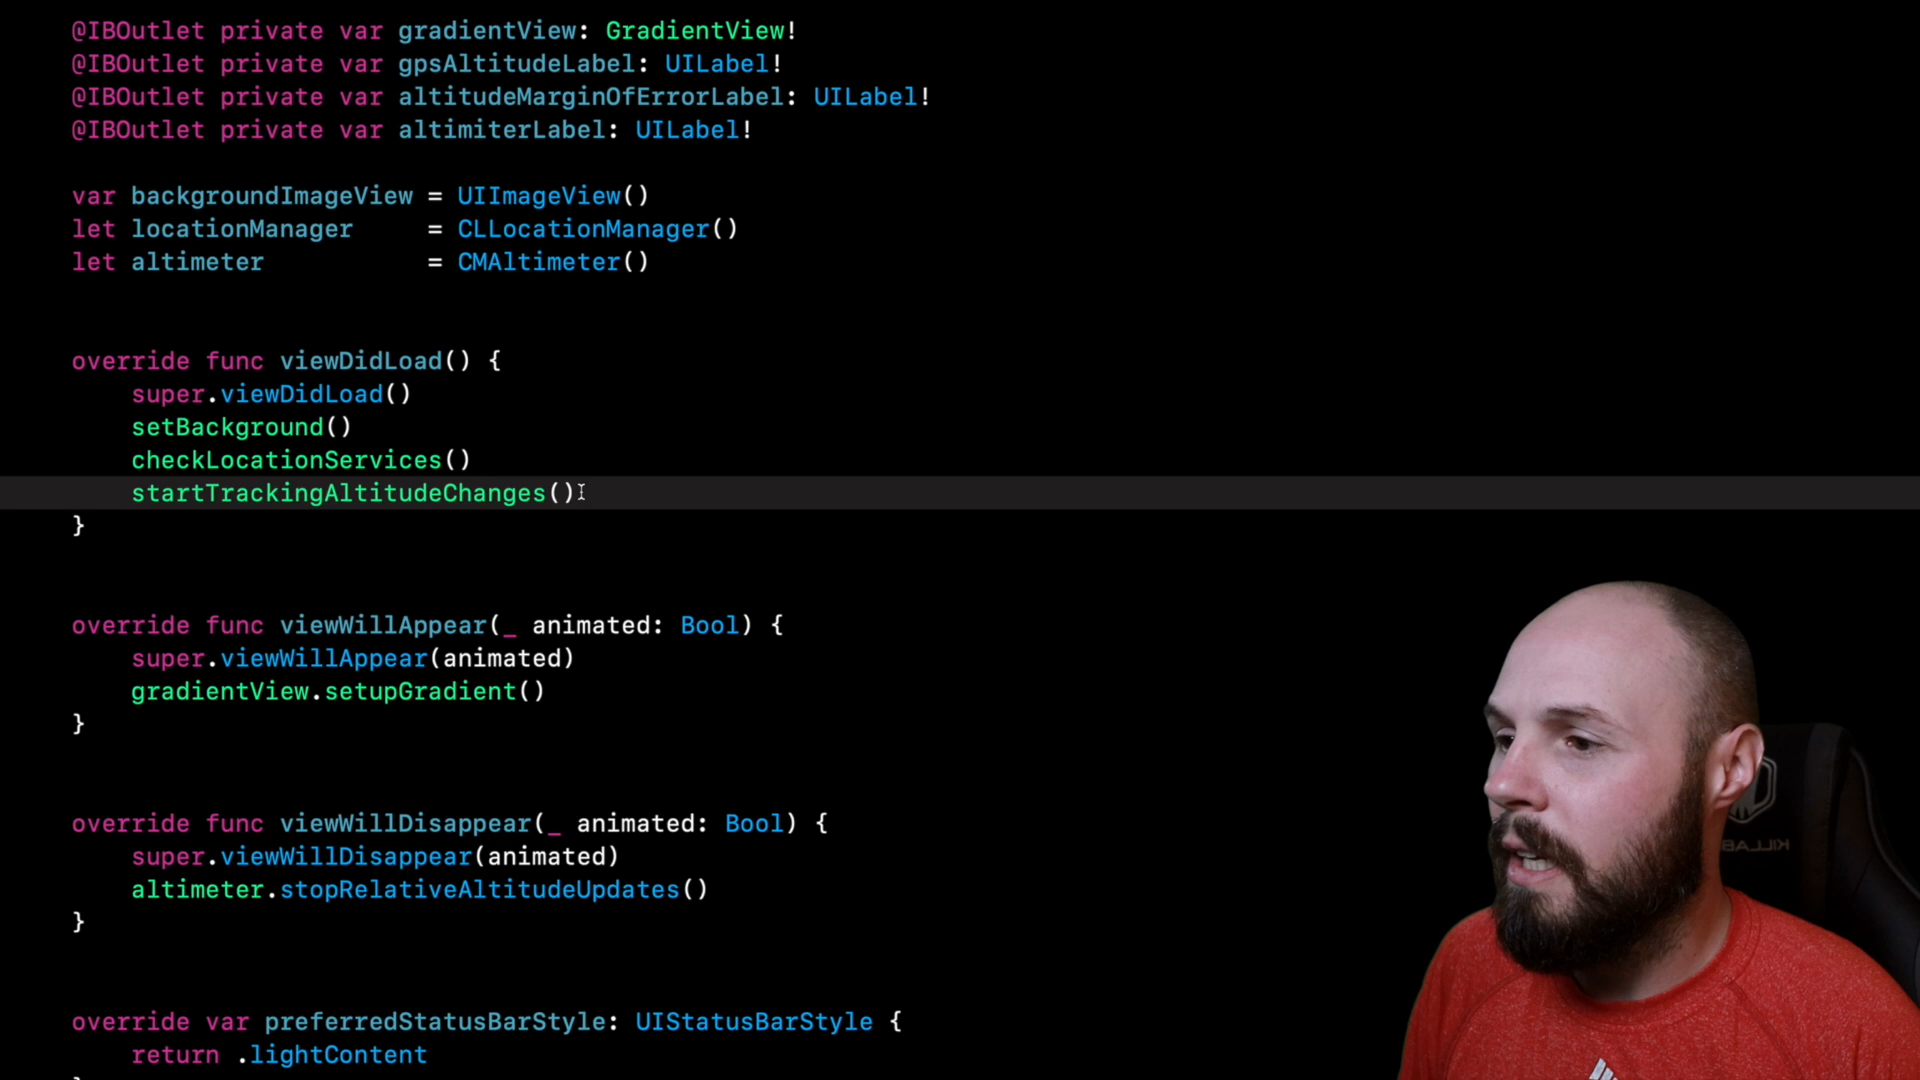 @IBOutlet private var gradientView: GradientView!
@IBOutlet private var gpsAltitudeLabel: UILabel!
@IBOutlet private var altitudeMarginOfErrorLabel: UILabel!
@IBOutlet private var altimiterLabel: UILabel!
var backgroundImageView = UIImageView()
let locationManager     = CLLocationManager()
let altimeter           = CMAltimeter()
override func viewDidLoad() {
    super.viewDidLoad()
    setBackground()
    checkLocationServices()
    startTrackingAltitudeChanges()
}
override func viewWillAppear(_ animated: Bool) {
    super.viewWillAppear(animated)
    gradientView.setupGradient()
}
override func viewWillDisappear(_ animated: Bool) {
    super.viewWillDisappear(animated)
    altimeter.stopRelativeAltitudeUpdates()
}
override var preferredStatusBarStyle: UIStatusBarStyle {
    return .lightContent
}